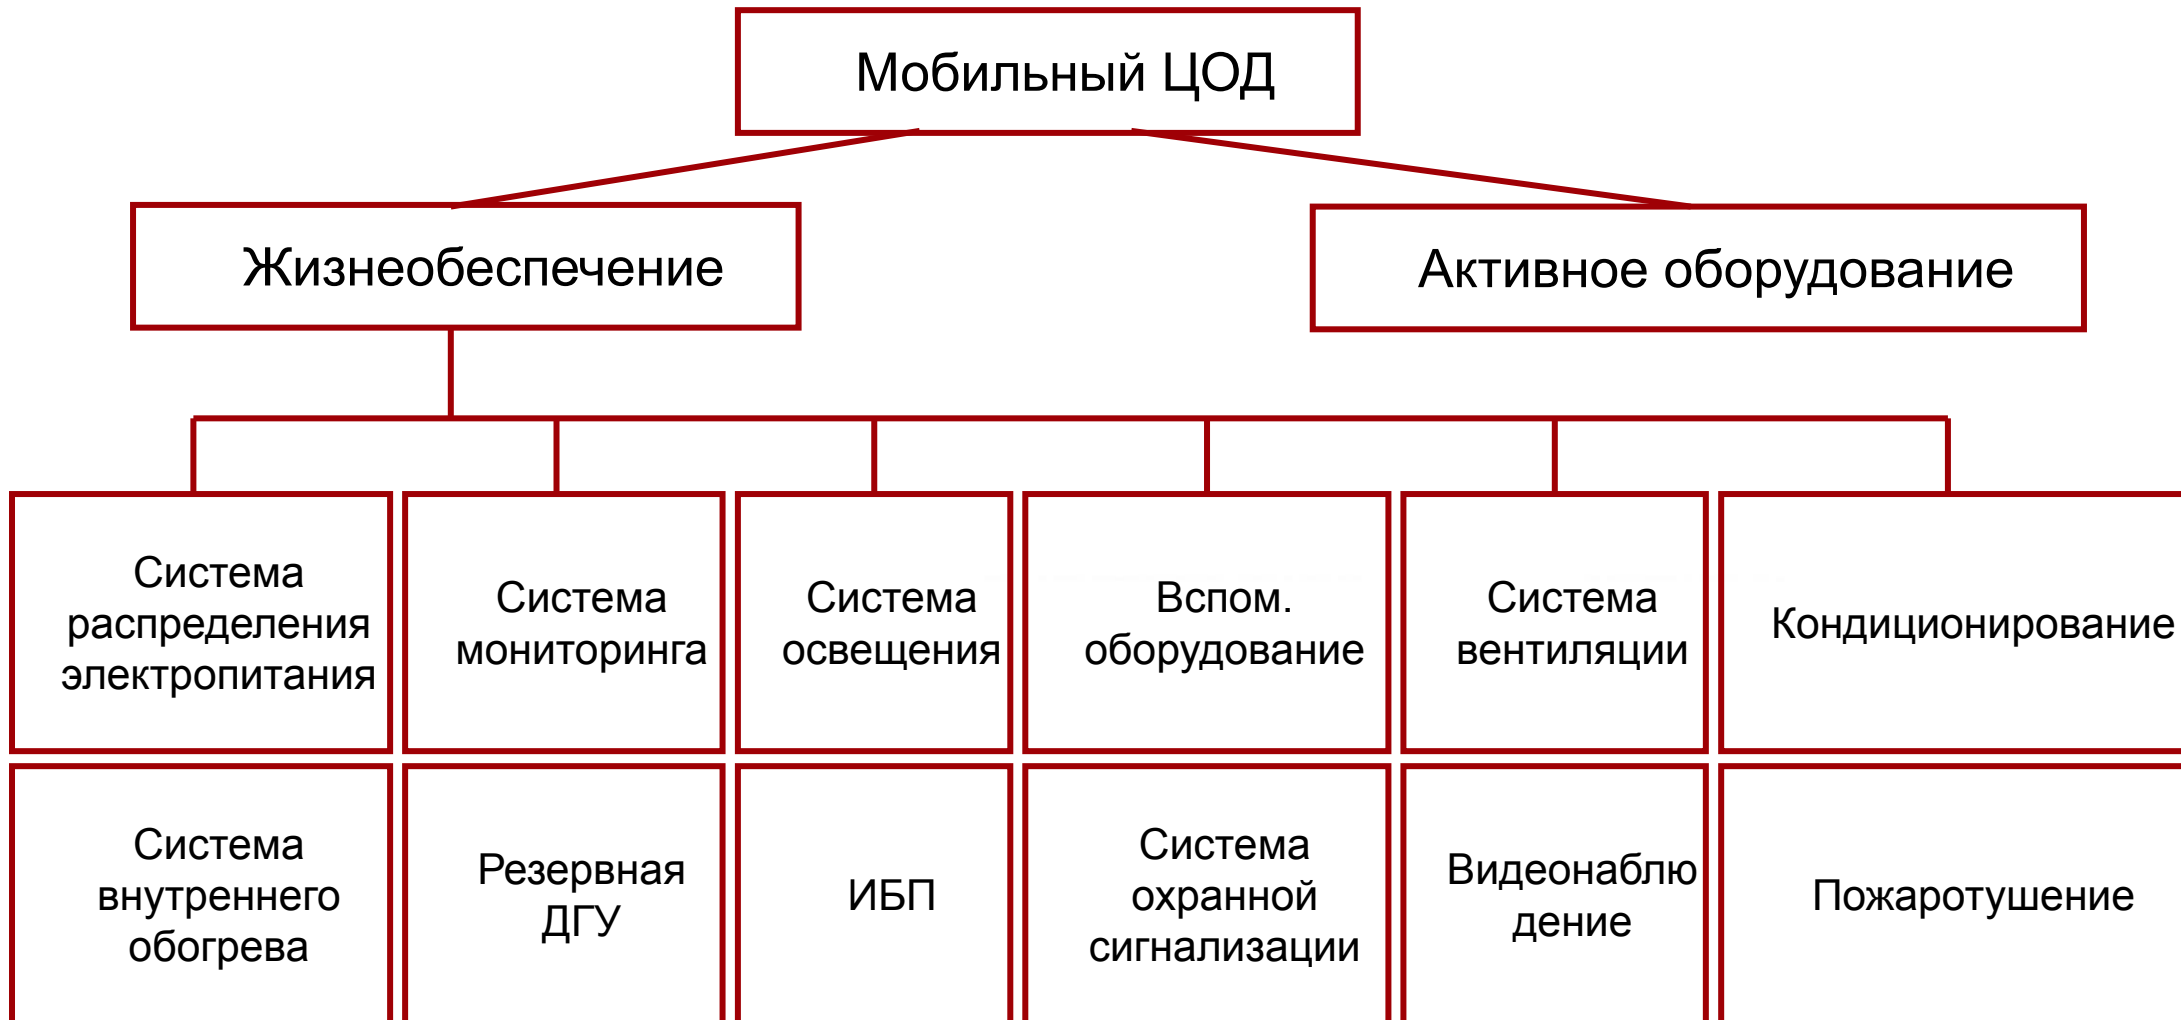 Мобильный ЦОД
Жизнеобеспечение
Активное оборудование
Система
распределения
электропитания
Система
мониторинга
Система
освещения
Вспом.
оборудование
Система
вентиляции
Кондиционирование
Система
внутреннего
обогрева
Резервная
ДГУ
ИБП
Система
охранной
сигнализации
Видеонаблю
дение
Пожаротушение